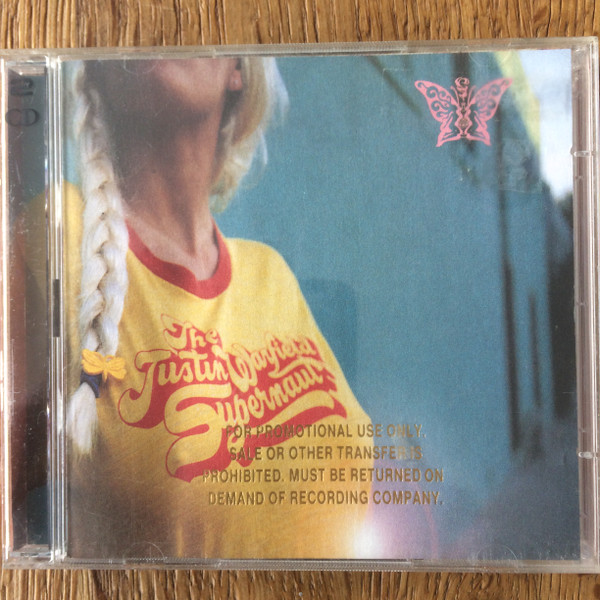 2
CD
The
Justin Warfield
Supernaut
FOR PROMOTIONAL USE ONLY.
SALE OR OTHER TRANSFER IS
PROHIBITED. MUST BE RETURNED ON
DEMAND OF RECORDING COMPANY.